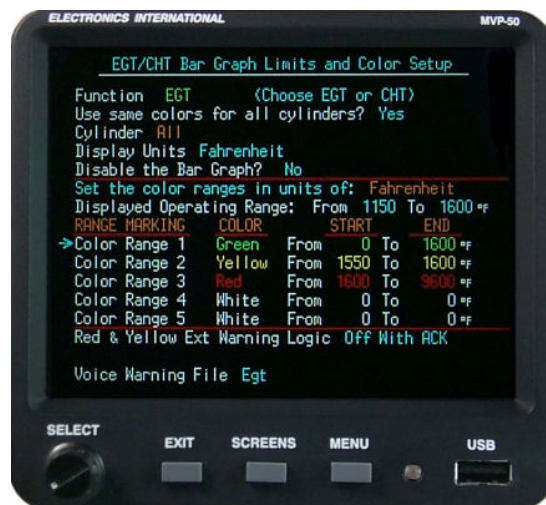 ELECTRONICS INTERNATIONAL
MVP-50
EGT/CHT Bar Graph Limits and Color Setup
Function EGT (Choose EGT or CHT)
Use same colors for all cylinders? Yes
Cylinder All
Display Units Fahrenheit
Disable the Bar Graph? No
Set the color ranges in units of: Fahrenheit
Displayed Operating Range: From 1150 To 1600 °F
RANGE MARKING COLOR START END
→Color Range 1 Green From 0 To 1600 °F
Color Range 2 Yellow From 1550 To 1600 °F
Color Range 3 Red From 1600 To 9600 °F
Color Range 4 White From 0 To 0 °F
Color Range 5 White From 0 To 0 °F
Red & Yellow Ext Warning Logic Off With ACK
Voice Warning File Egt
SELECT
EXIT SCREENS MENU USB